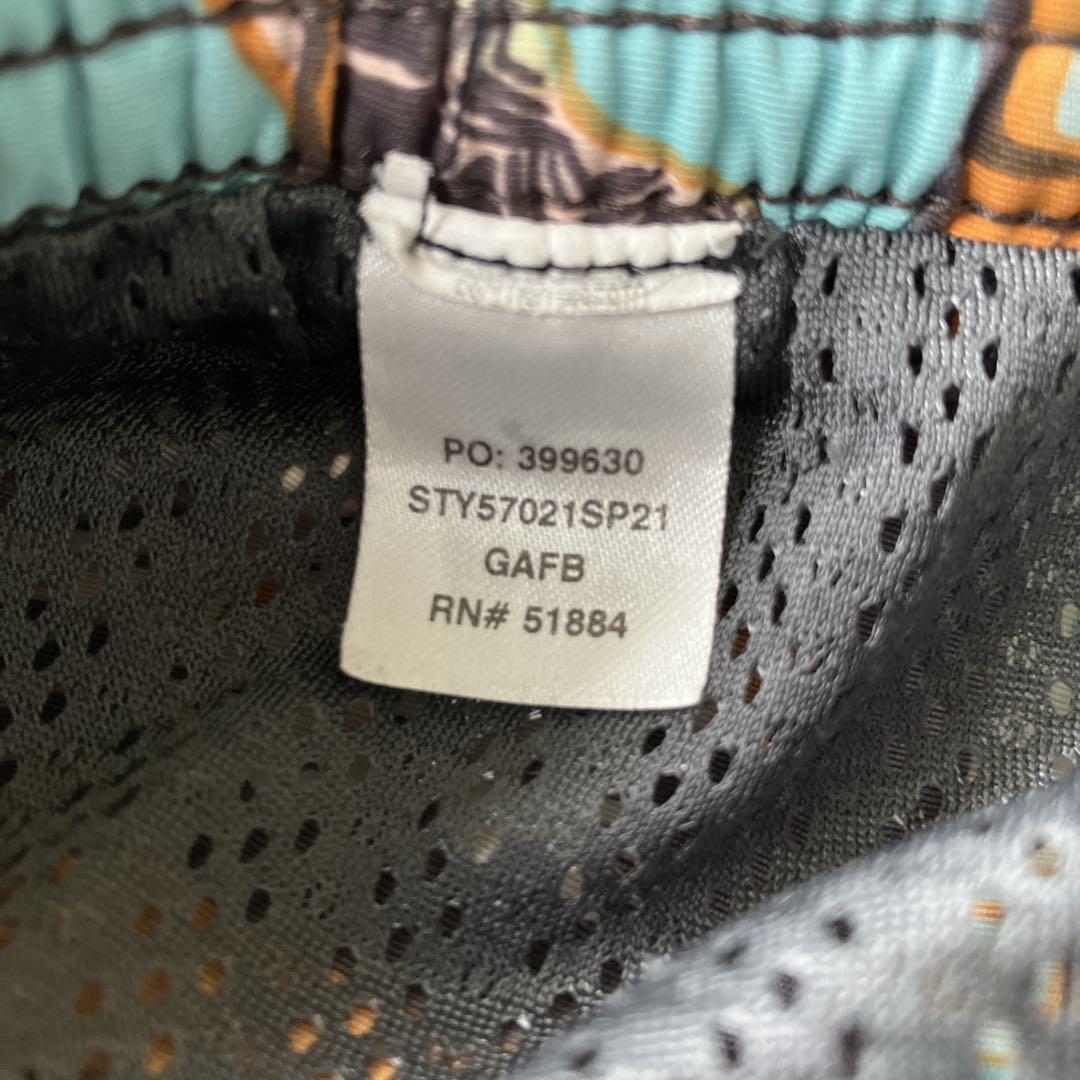 PO: 399630
STY57021SP21
GAFB
RN# 51884